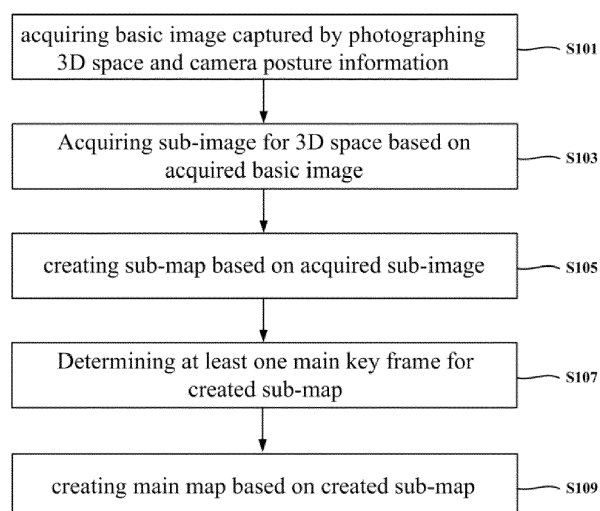 acquiring basic image captured by photographing
3D space and camera posture information
S101
Acquiring sub-image for 3D space based on
acquired basic image
S103
creating sub-map based on acquired sub-image
S105
Determining at least one main key frame for
created sub-map
S107
creating main map based on created sub-map
S109